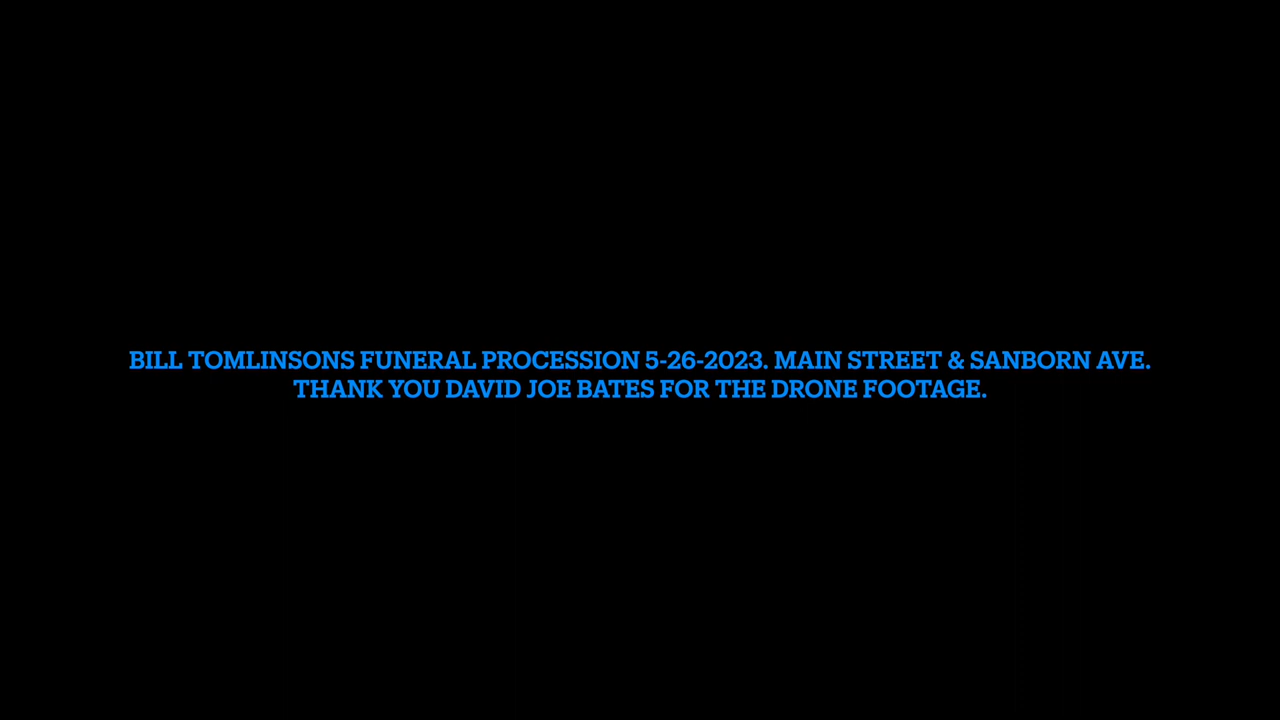 BILL TOMLINSONS FUNERAL PROCESSION 5-26-2023. MAIN STREET & SANBORN AVE.
THANK YOU DAVID JOE BATES FOR THE DRONE FOOTAGE.